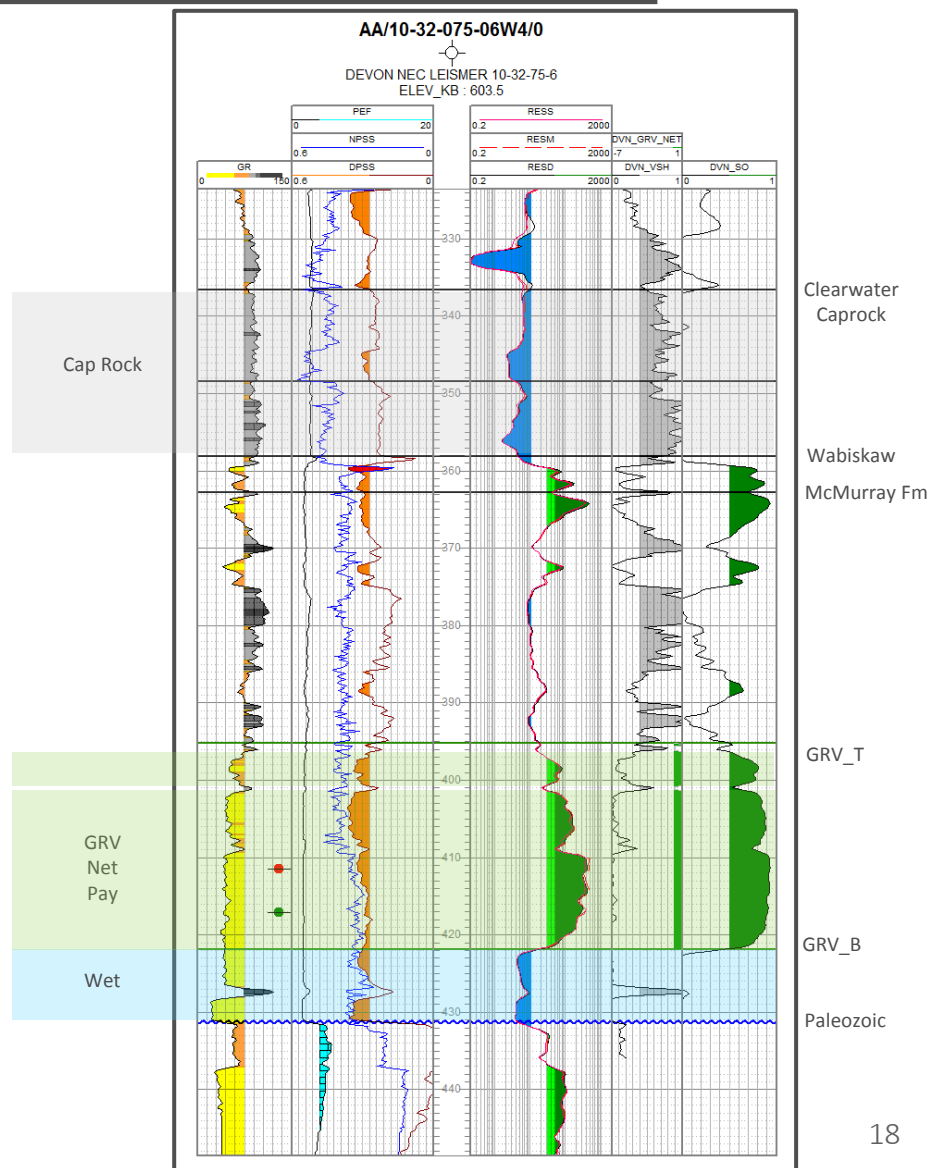 AA/10-32-075-06W4/0
DEVON NEC LEISMER 10-32-75-6
ELEV_KB : 603.5
PEF
0 20
NPSS
0.6 0
GR
0 150
DPSS
0.6 0
RESS
0.2 2000
RESM
0.2 2000
RESD
0.2 2000
DVN_GRV_NET
-7 1
DVN_VSH
0 1
DVN_SO
0 1
330
Clearwater
Caprock
340
Cap Rock
350
Wabiskaw
360
McMurray Fm
370
380
390
GRV_T
400
GRV
Net
Pay
410
420
GRV_B
Wet
430
Paleozoic
440
18